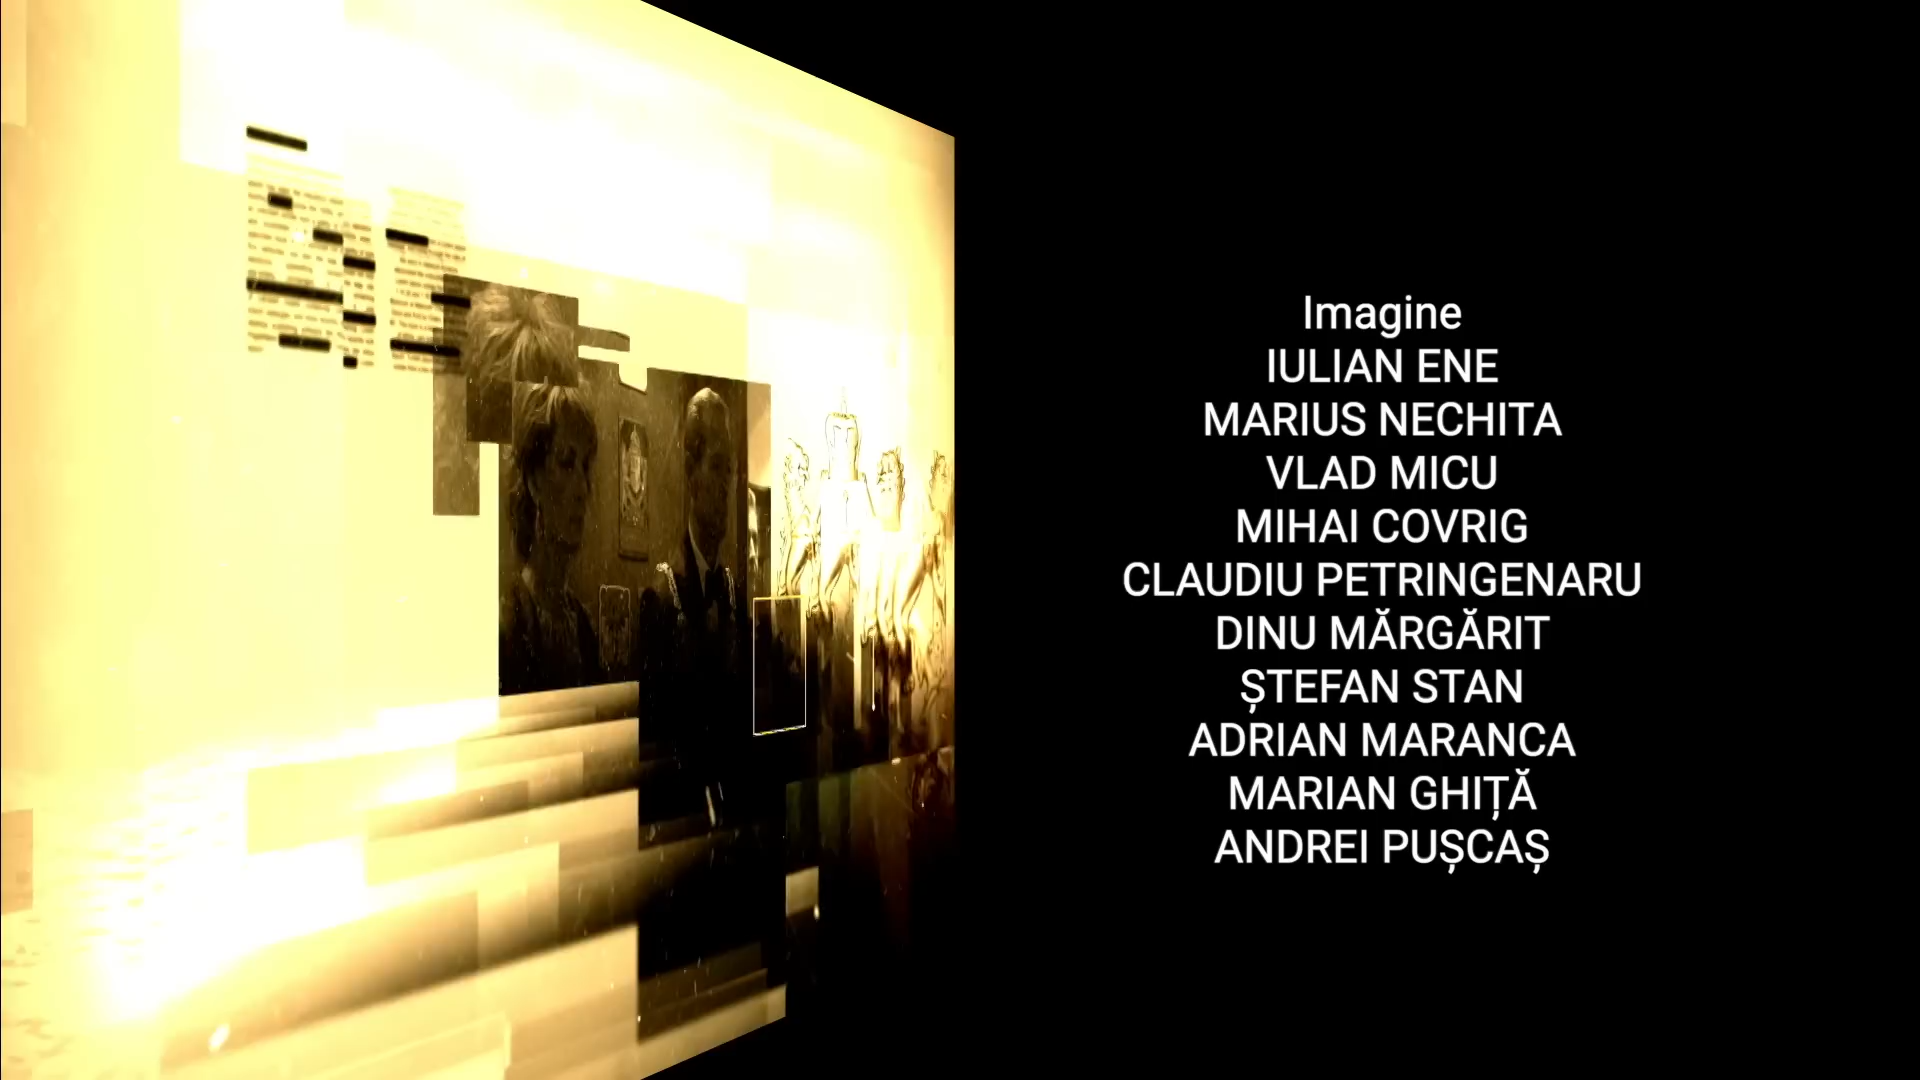 Imagine
IULIAN ENE
MARIUS NECHITA
VLAD MICU
MIHAI COVRIG
CLAUDIU PETRINGENARU
DINU MĂRGĂRIT
ȘTEFAN STAN
ADRIAN MARANCA
MARIAN GHIȚĂ
ANDREI PUȘCAȘ